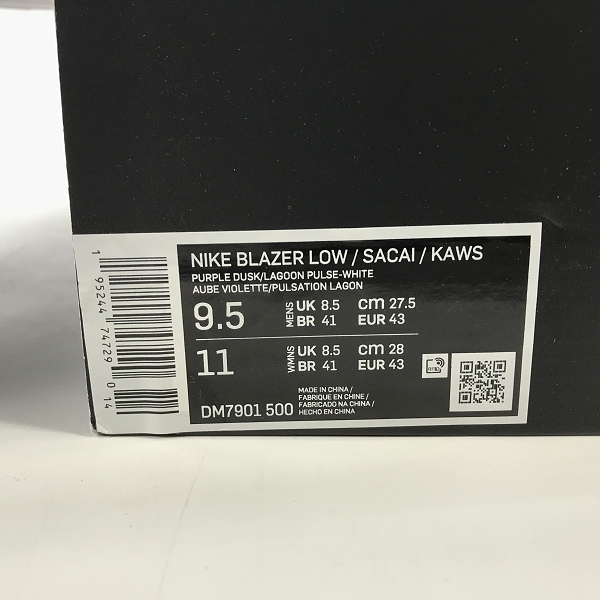 NIKE BLAZER LOW / SACAI / KAWS
PURPLE DUSK/LAGOON PULSE-WHITE
AUBE VIOLETTE/PULSATION LAGON
9.5 MENS UK 8.5 cm 27.5
BR 41 EUR 43
11 WMNS UK 8.5 cm 28
BR 41 EUR 43
RFID
DM7901 500
MADE IN CHINA /
FABRIQUE EN CHINE /
FABRICADO NA CHINA /
HECHO EN CHINA
1 95244 74729 0 14